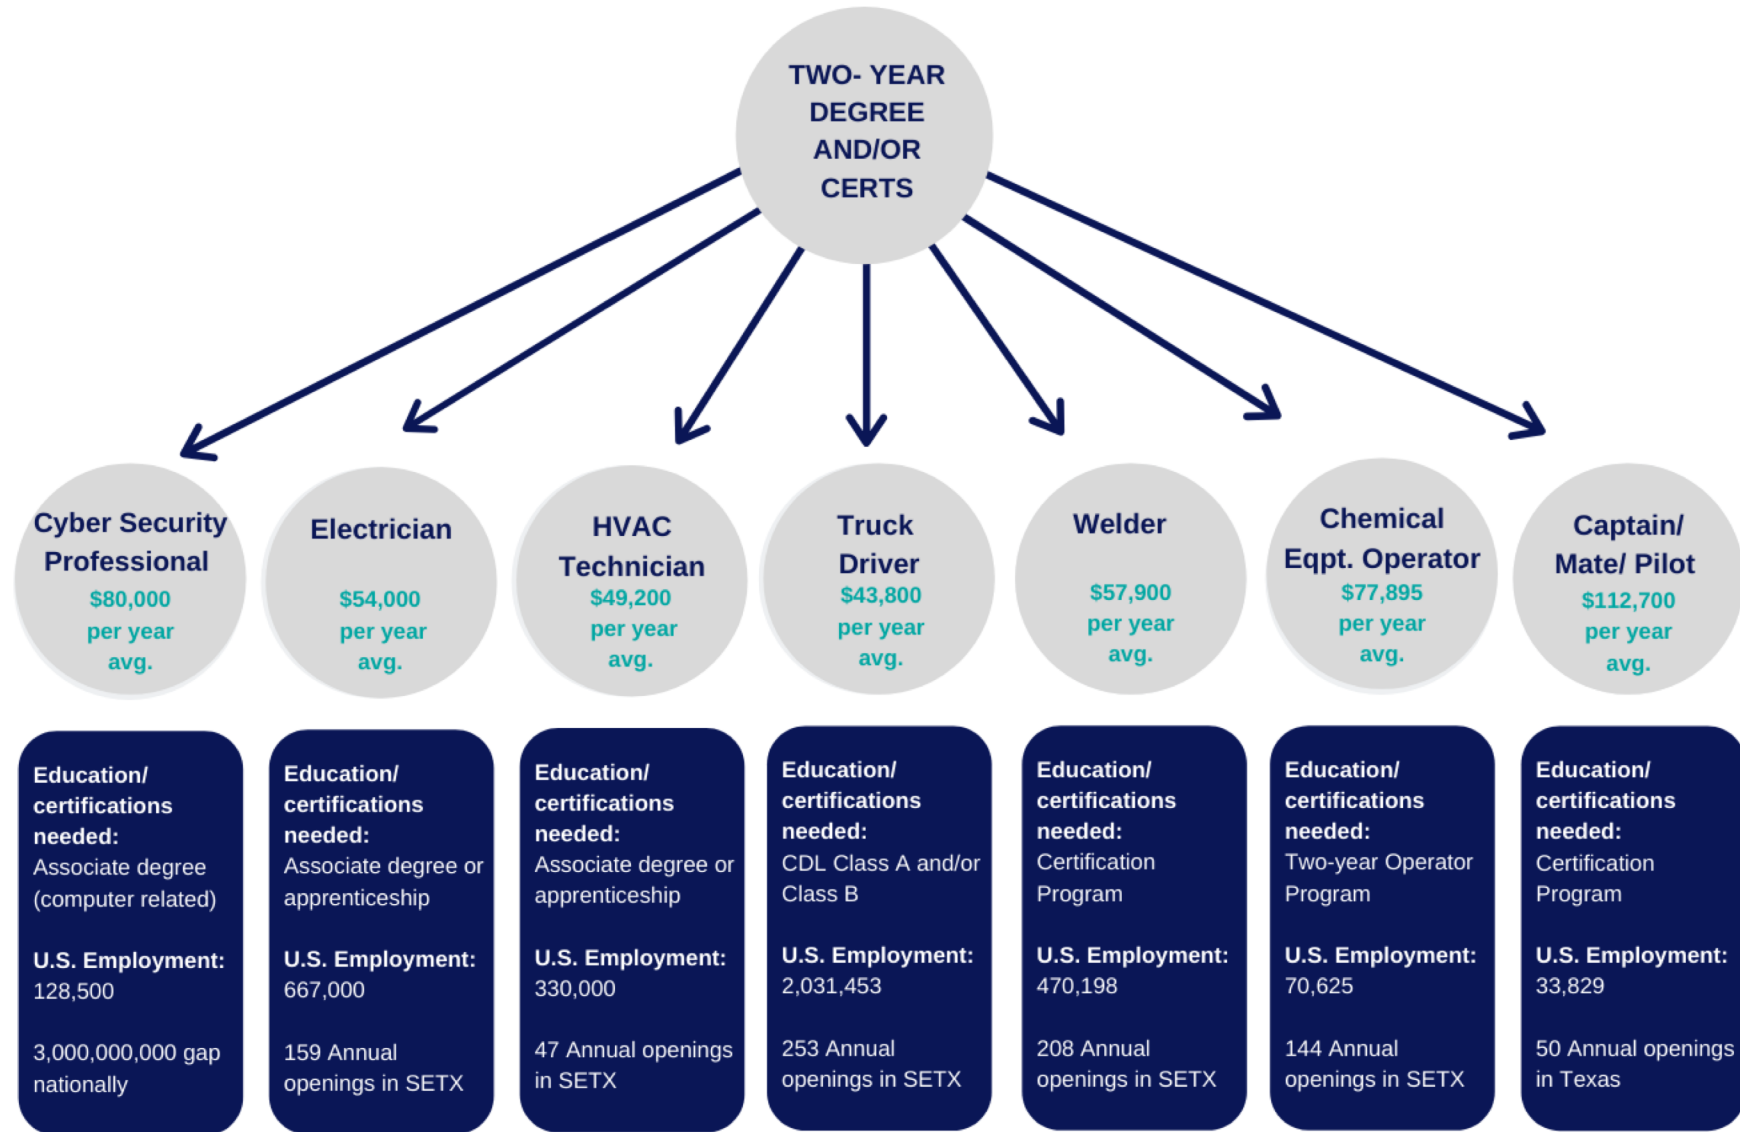 TWO- YEAR
DEGREE
AND/OR
CERTS
Cyber Security
Professional
$80,000
per year
avg.
Electrician
$54,000
per year
avg.
HVAC
Technician
$49,200
per year
avg.
Truck
Driver
$43,800
per year
avg.
Welder
$57,900
per year
avg.
Chemical
Eqpt. Operator
$77,895
per year
avg.
Captain/
Mate/ Pilot
$112,700
per year
avg.
Education/
certifications
needed:
Associate degree
(computer related)
U.S. Employment:
128,500
3,000,000,000 gap
nationally
Education/
certifications
needed:
Associate degree or
apprenticeship
U.S. Employment:
667,000
159 Annual
openings in SETX
Education/
certifications
needed:
Associate degree or
apprenticeship
U.S. Employment:
330,000
47 Annual openings
in SETX
Education/
certifications
needed:
CDL Class A and/or
Class B
U.S. Employment:
2,031,453
253 Annual
openings in SETX
Education/
certifications
needed:
Certification
Program
U.S. Employment:
470,198
208 Annual
openings in SETX
Education/
certifications
needed:
Two-year Operator
Program
U.S. Employment:
70,625
144 Annual
openings in SETX
Education/
certifications
needed:
Certification
Program
U.S. Employment:
33,829
50 Annual openings
in Texas